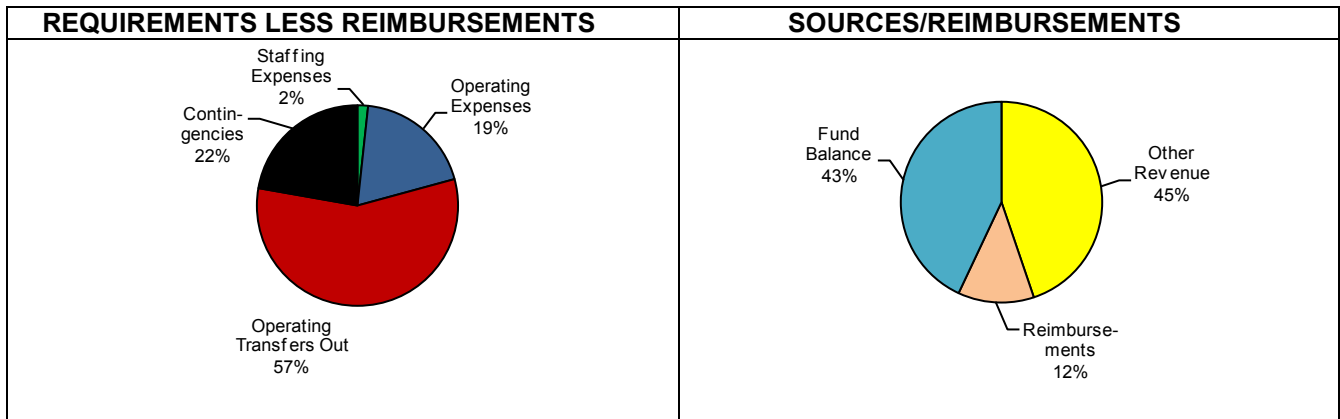 REQUIREMENTS LESS REIMBURSEMENTS
Staffing
Expenses
2%
Operating
Expenses
19%
Contin-
gencies
22%
Operating
Transfers Out
57%
SOURCES/REIMBURSEMENTS
Fund
Balance
43%
Other
Revenue
45%
Reimburse-
ments
12%